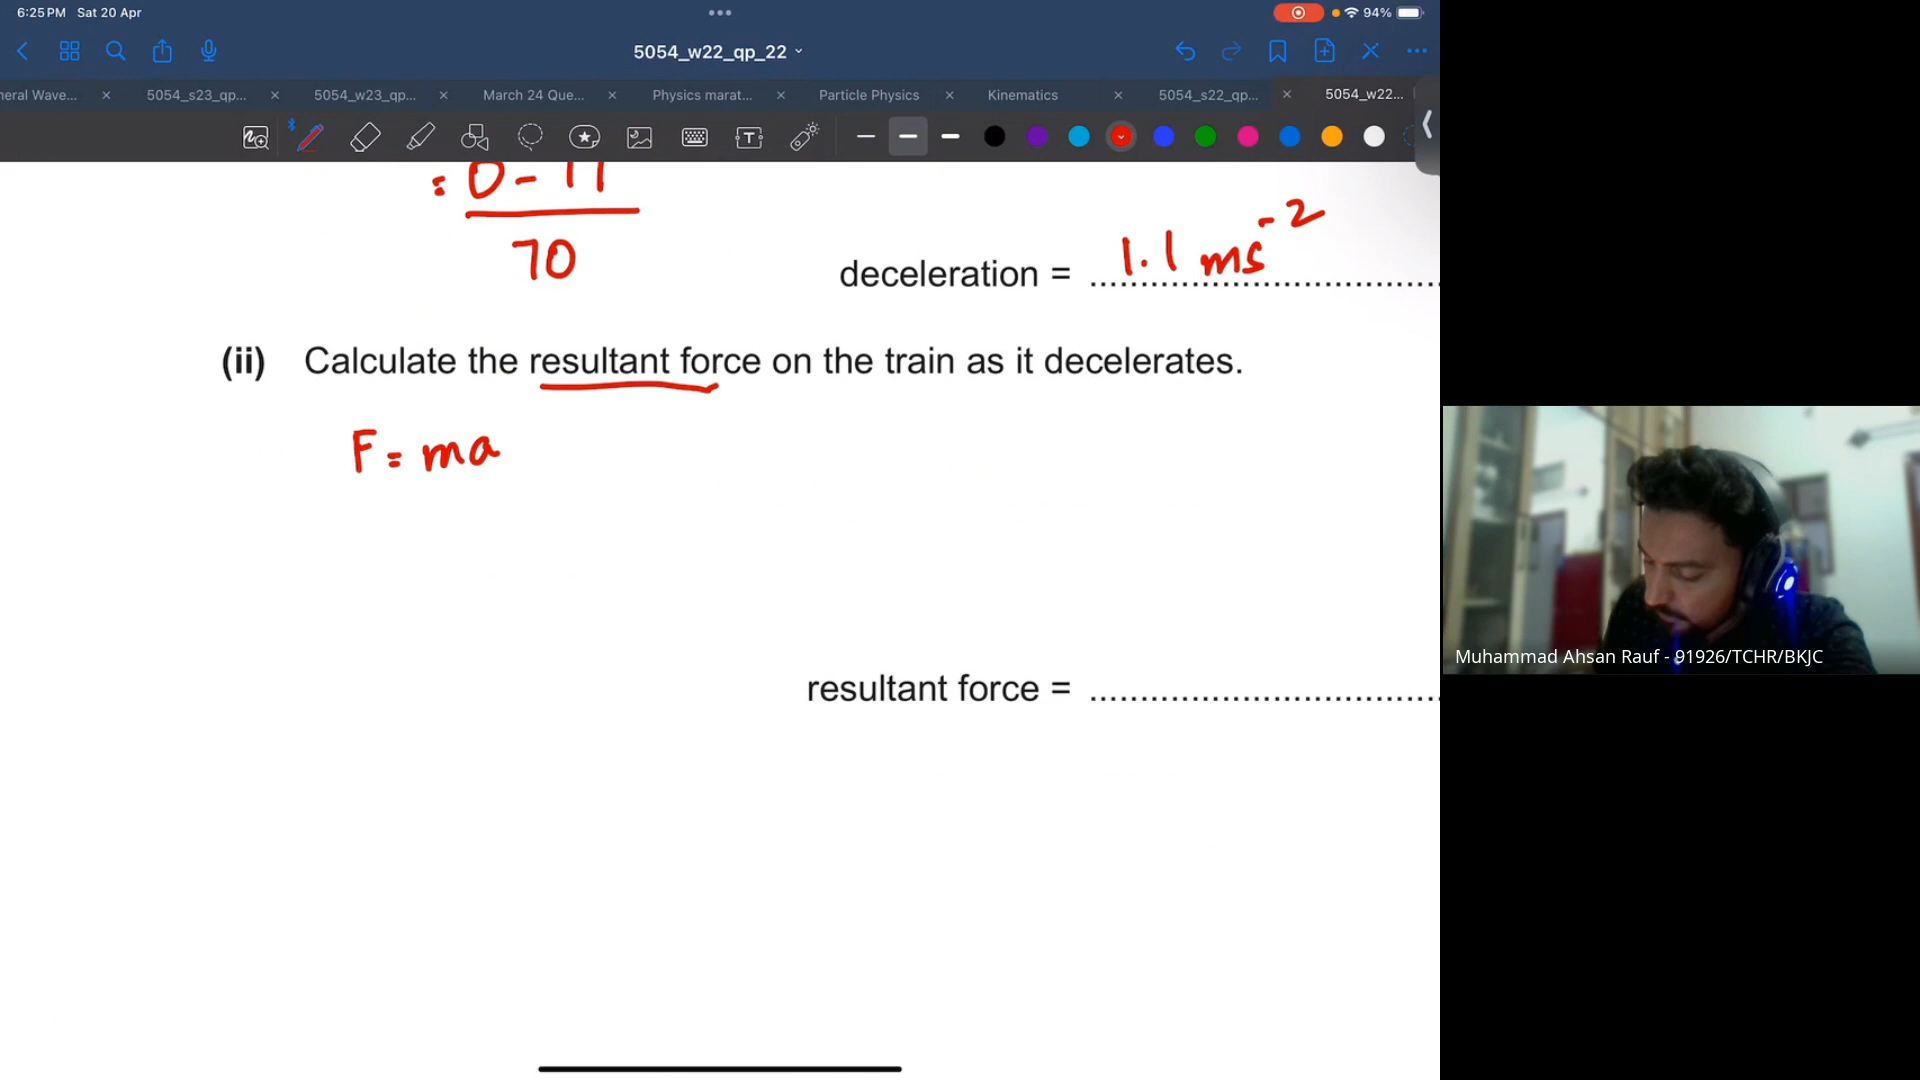 6:25 PM Sat 20 Apr
94%
5054_w22_qp_22
neral Wave... 5054_s23_qp... 5054_w23_qp... March 24 Que... Physics marat... Particle Physics Kinematics 5054_s22_qp... 5054_w22...
= 0 - 
70
deceleration = 1.1 ms⁻²
(ii) Calculate the resultant force on the train as it decelerates.
F = ma
resultant force =
Muhammad Ahsan Rauf - 91926/TCHR/BKJC